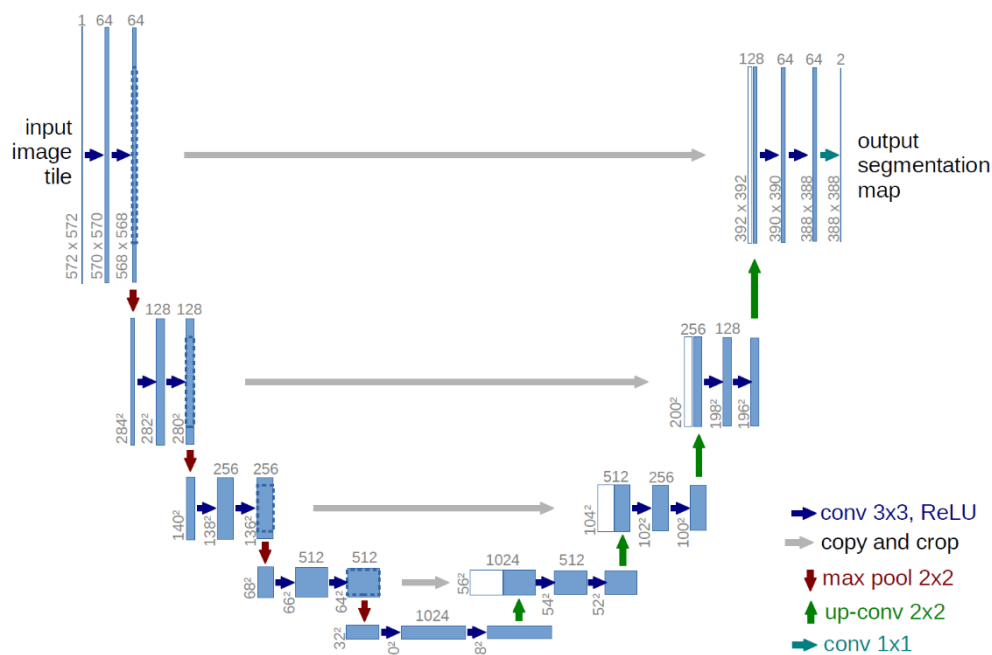 1 64 64
input
image
tile
572 x 572
570 x 570
568 x 568
128 64 64 2
output
segmentation
map
392 x 392
390 x 390
388 x 388
388 x 388
128 128
284²
282²
280²
256 128
200²
198²
196²
256 256
140²
138²
136²
512 256
104²
102²
100²
512 512
68²
66²
64²
1024 512
56²
54²
52²
1024
32²
0²
8²
conv 3x3, ReLU
copy and crop
max pool 2x2
up-conv 2x2
conv 1x1